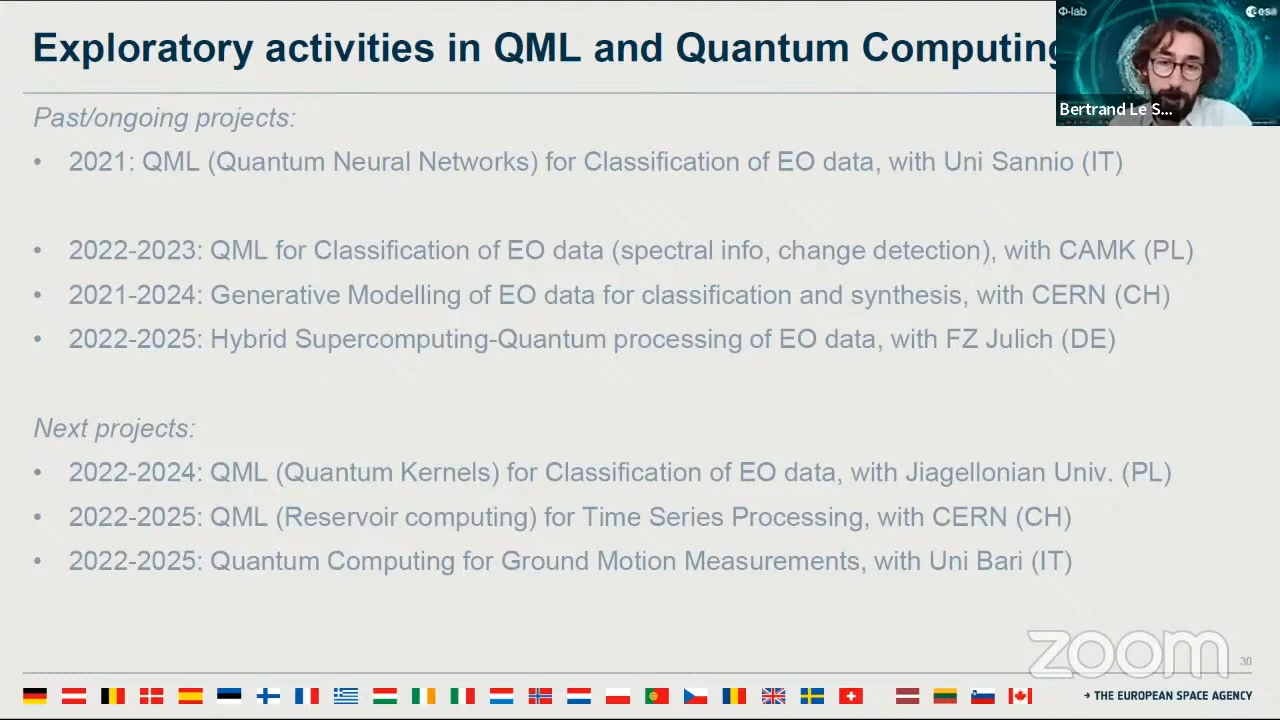 Exploratory activities in QML and Quantum Computing
Φ-lab
esa
Bertrand Le S...
Past/ongoing projects:
• 2021: QML (Quantum Neural Networks) for Classification of EO data, with Uni Sannio (IT)
• 2022-2023: QML for Classification of EO data (spectral info, change detection), with CAMK (PL)
• 2021-2024: Generative Modelling of EO data for classification and synthesis, with CERN (CH)
• 2022-2025: Hybrid Supercomputing-Quantum processing of EO data, with FZ Julich (DE)
Next projects:
• 2022-2024: QML (Quantum Kernels) for Classification of EO data, with Jiagellonian Univ. (PL)
• 2022-2025: QML (Reservoir computing) for Time Series Processing, with CERN (CH)
• 2022-2025: Quantum Computing for Ground Motion Measurements, with Uni Bari (IT)
zoom
30
→ THE EUROPEAN SPACE AGENCY